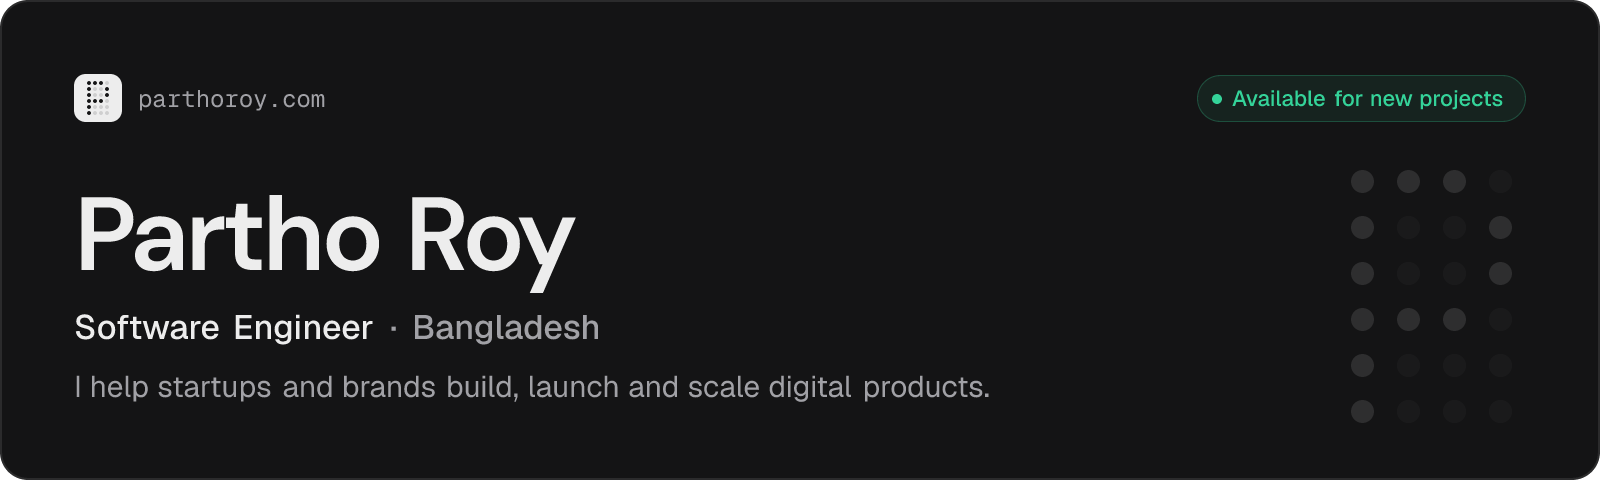 parthoroy.com
Available for new projects
Partho Roy
Software Engineer · Bangladesh
I help startups and brands build, launch and scale digital products.